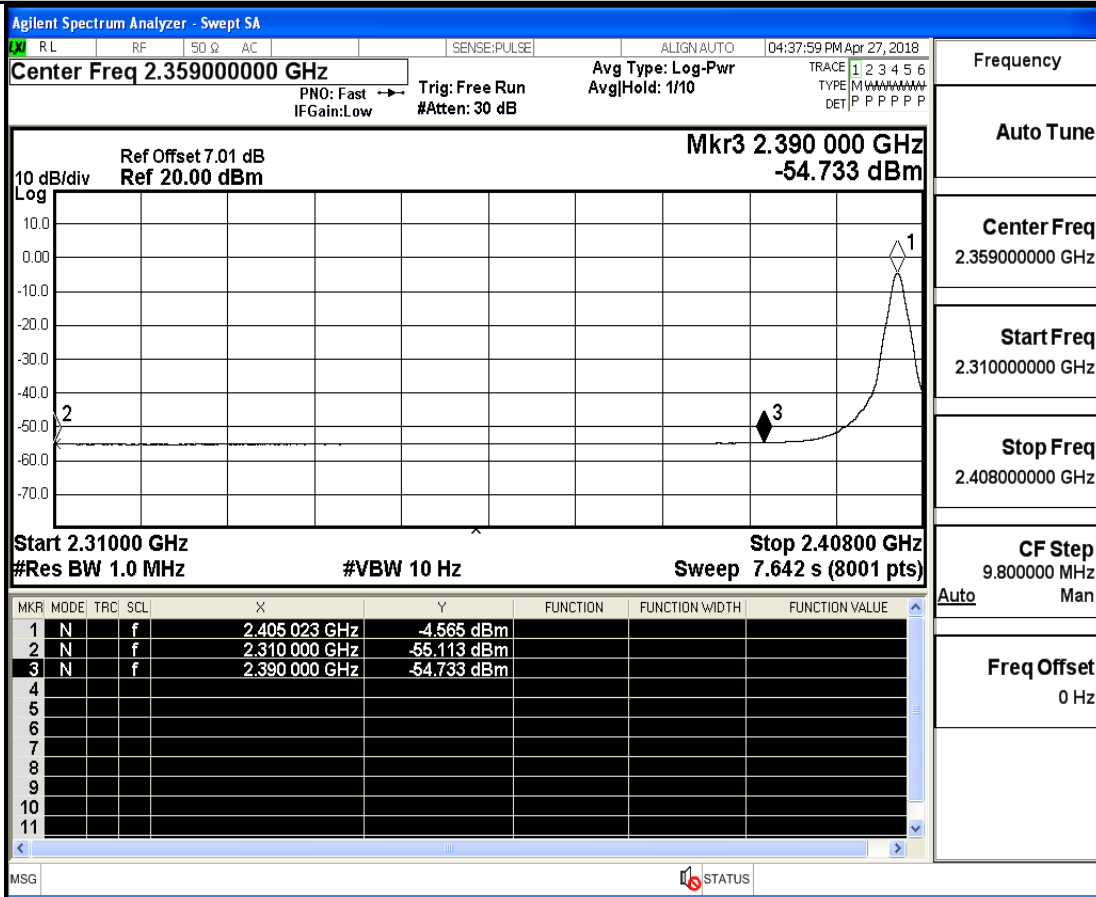 Agilent Spectrum Analyzer - Swept SA
LXI RL RF 50 Ω AC SENSE:PULSE ALIGN AUTO 04:37:59 PM Apr 27, 2018
Center Freq 2.359000000 GHz
PNO: Fast
IFGain:Low
Trig: Free Run
#Atten: 30 dB
Avg Type: Log-Pwr
Avg|Hold: 1/10
TRACE 1 2 3 4 5 6
TYPE M WWWWW
DET P P P P P P
Ref Offset 7.01 dB
Ref 20.00 dBm
10 dB/div
Log
Mkr3 2.390 000 GHz
-54.733 dBm
10.0
0.00
-10.0
-20.0
-30.0
-40.0
-50.0
-60.0
-70.0
1
2
3
Start 2.31000 GHz
Stop 2.40800 GHz
#Res BW 1.0 MHz
#VBW 10 Hz
Sweep 7.642 s (8001 pts)
MKR MODE TRC SCL X Y FUNCTION FUNCTION WIDTH FUNCTION VALUE
1 N f 2.405 023 GHz -4.565 dBm
2 N f 2.310 000 GHz -55.113 dBm
3 N f 2.390 000 GHz -54.733 dBm
4
5
6
7
8
9
10
11
MSG
STATUS
Frequency
Auto Tune
Center Freq
2.359000000 GHz
Start Freq
2.310000000 GHz
Stop Freq
2.408000000 GHz
CF Step
9.800000 MHz
Auto Man
Freq Offset
0 Hz